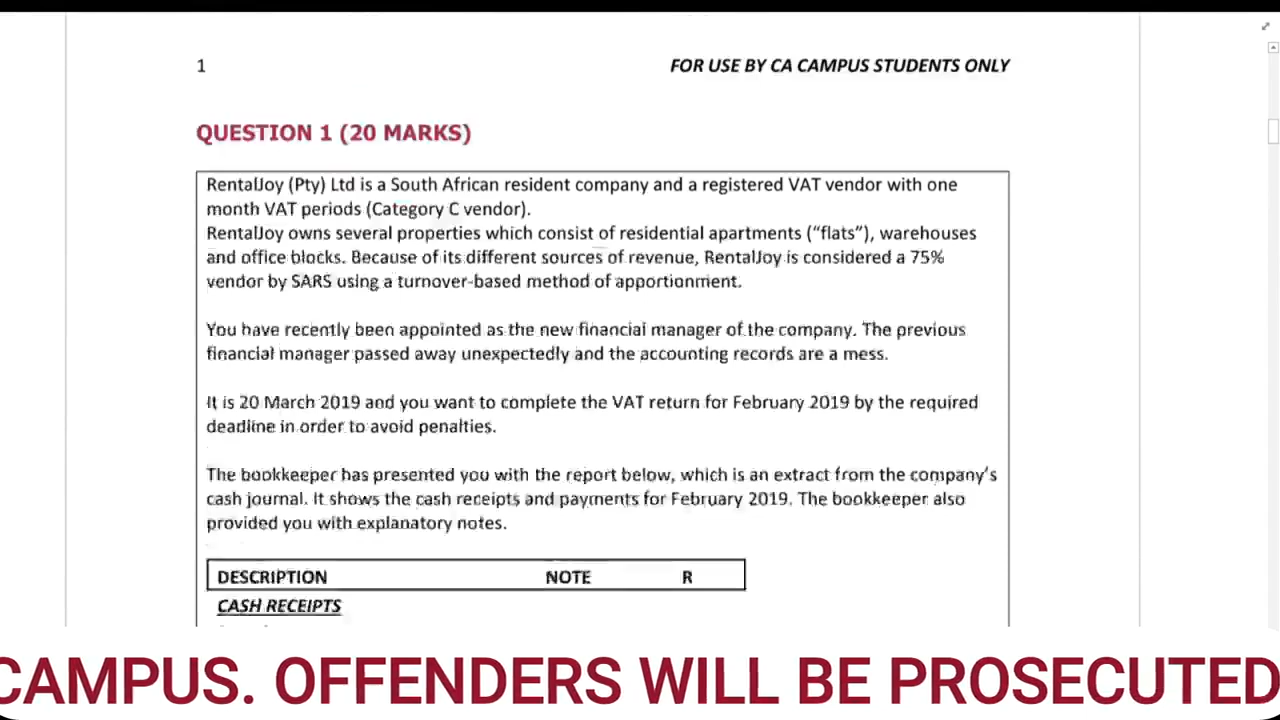 1
FOR USE BY CA CAMPUS STUDENTS ONLY
QUESTION 1 (20 MARKS)
RentalJoy (Pty) Ltd is a South African resident company and a registered VAT vendor with one
month VAT periods (Category C vendor).
RentalJoy owns several properties which consist of residential apartments (“flats”), warehouses
and office blocks. Because of its different sources of revenue, RentalJoy is considered a 75%
vendor by SARS using a turnover-based method of apportionment.
You have recently been appointed as the new financial manager of the company. The previous
financial manager passed away unexpectedly and the accounting records are a mess.
It is 20 March 2019 and you want to complete the VAT return for February 2019 by the required
deadline in order to avoid penalties.
The bookkeeper has presented you with the report below, which is an extract from the company’s
cash journal. It shows the cash receipts and payments for February 2019. The bookkeeper also
provided you with explanatory notes.
DESCRIPTION NOTE R
CASH RECEIPTS
CAMPUS. OFFENDERS WILL BE PROSECUTED